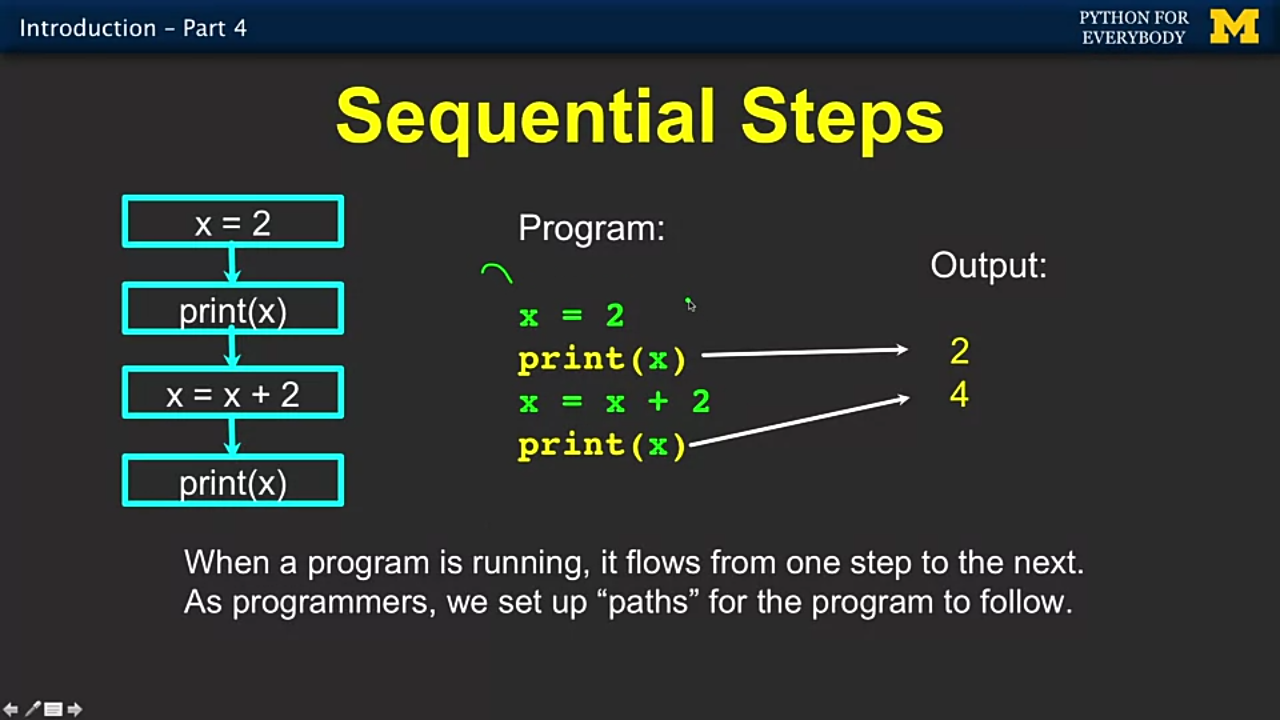 Introduction – Part 4
PYTHON FOR
EVERYBODY
M
Sequential Steps
x = 2
print(x)
x = x + 2
print(x)
Program:
x = 2
print(x)
x = x + 2
print(x)
Output:
2
4
When a program is running, it flows from one step to the next.
As programmers, we set up “paths” for the program to follow.